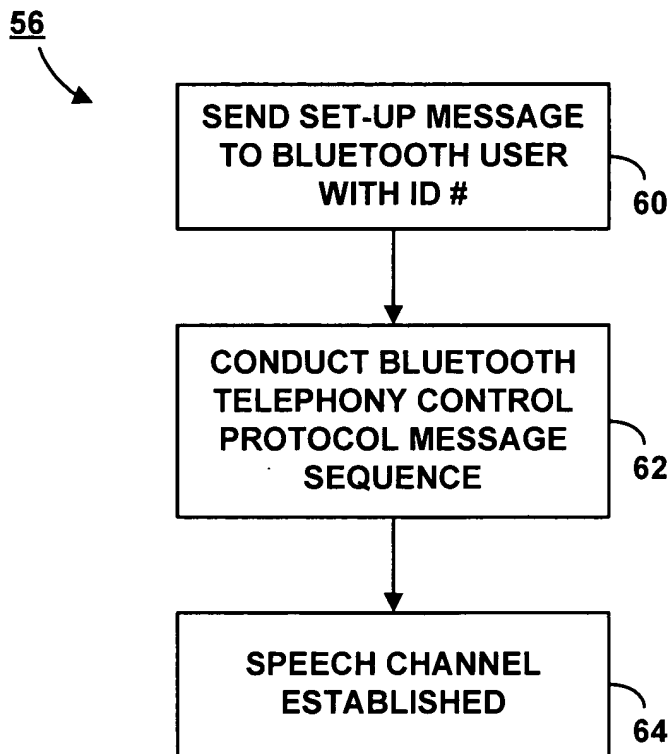 56
SEND SET-UP MESSAGE
TO BLUETOOTH USER
WITH ID #
60
CONDUCT BLUETOOTH
TELEPHONY CONTROL
PROTOCOL MESSAGE
SEQUENCE
62
SPEECH CHANNEL
ESTABLISHED
64